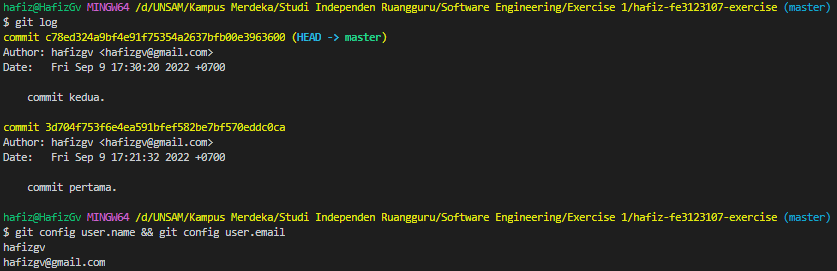 hafiz@HafizGv MINGW64 /d/UNSAM/Kampus Merdeka/Studi Independen Ruangguru/Software Engineering/Exercise 1/hafiz-fe3123107-exercise (master)
$ git log
commit c78ed324a9bf4e91f75354a2637bfb00e3963600 (HEAD -> master)
Author: hafizgv <hafizgv@gmail.com>
Date:   Fri Sep 9 17:30:20 2022 +0700
    commit kedua.
commit 3d704f753f6e4ea591bfef582be7bf570eddc0ca
Author: hafizgv <hafizgv@gmail.com>
Date:   Fri Sep 9 17:21:32 2022 +0700
    commit pertama.
hafiz@HafizGv MINGW64 /d/UNSAM/Kampus Merdeka/Studi Independen Ruangguru/Software Engineering/Exercise 1/hafiz-fe3123107-exercise (master)
$ git config user.name && git config user.email
hafizgv
hafizgv@gmail.com